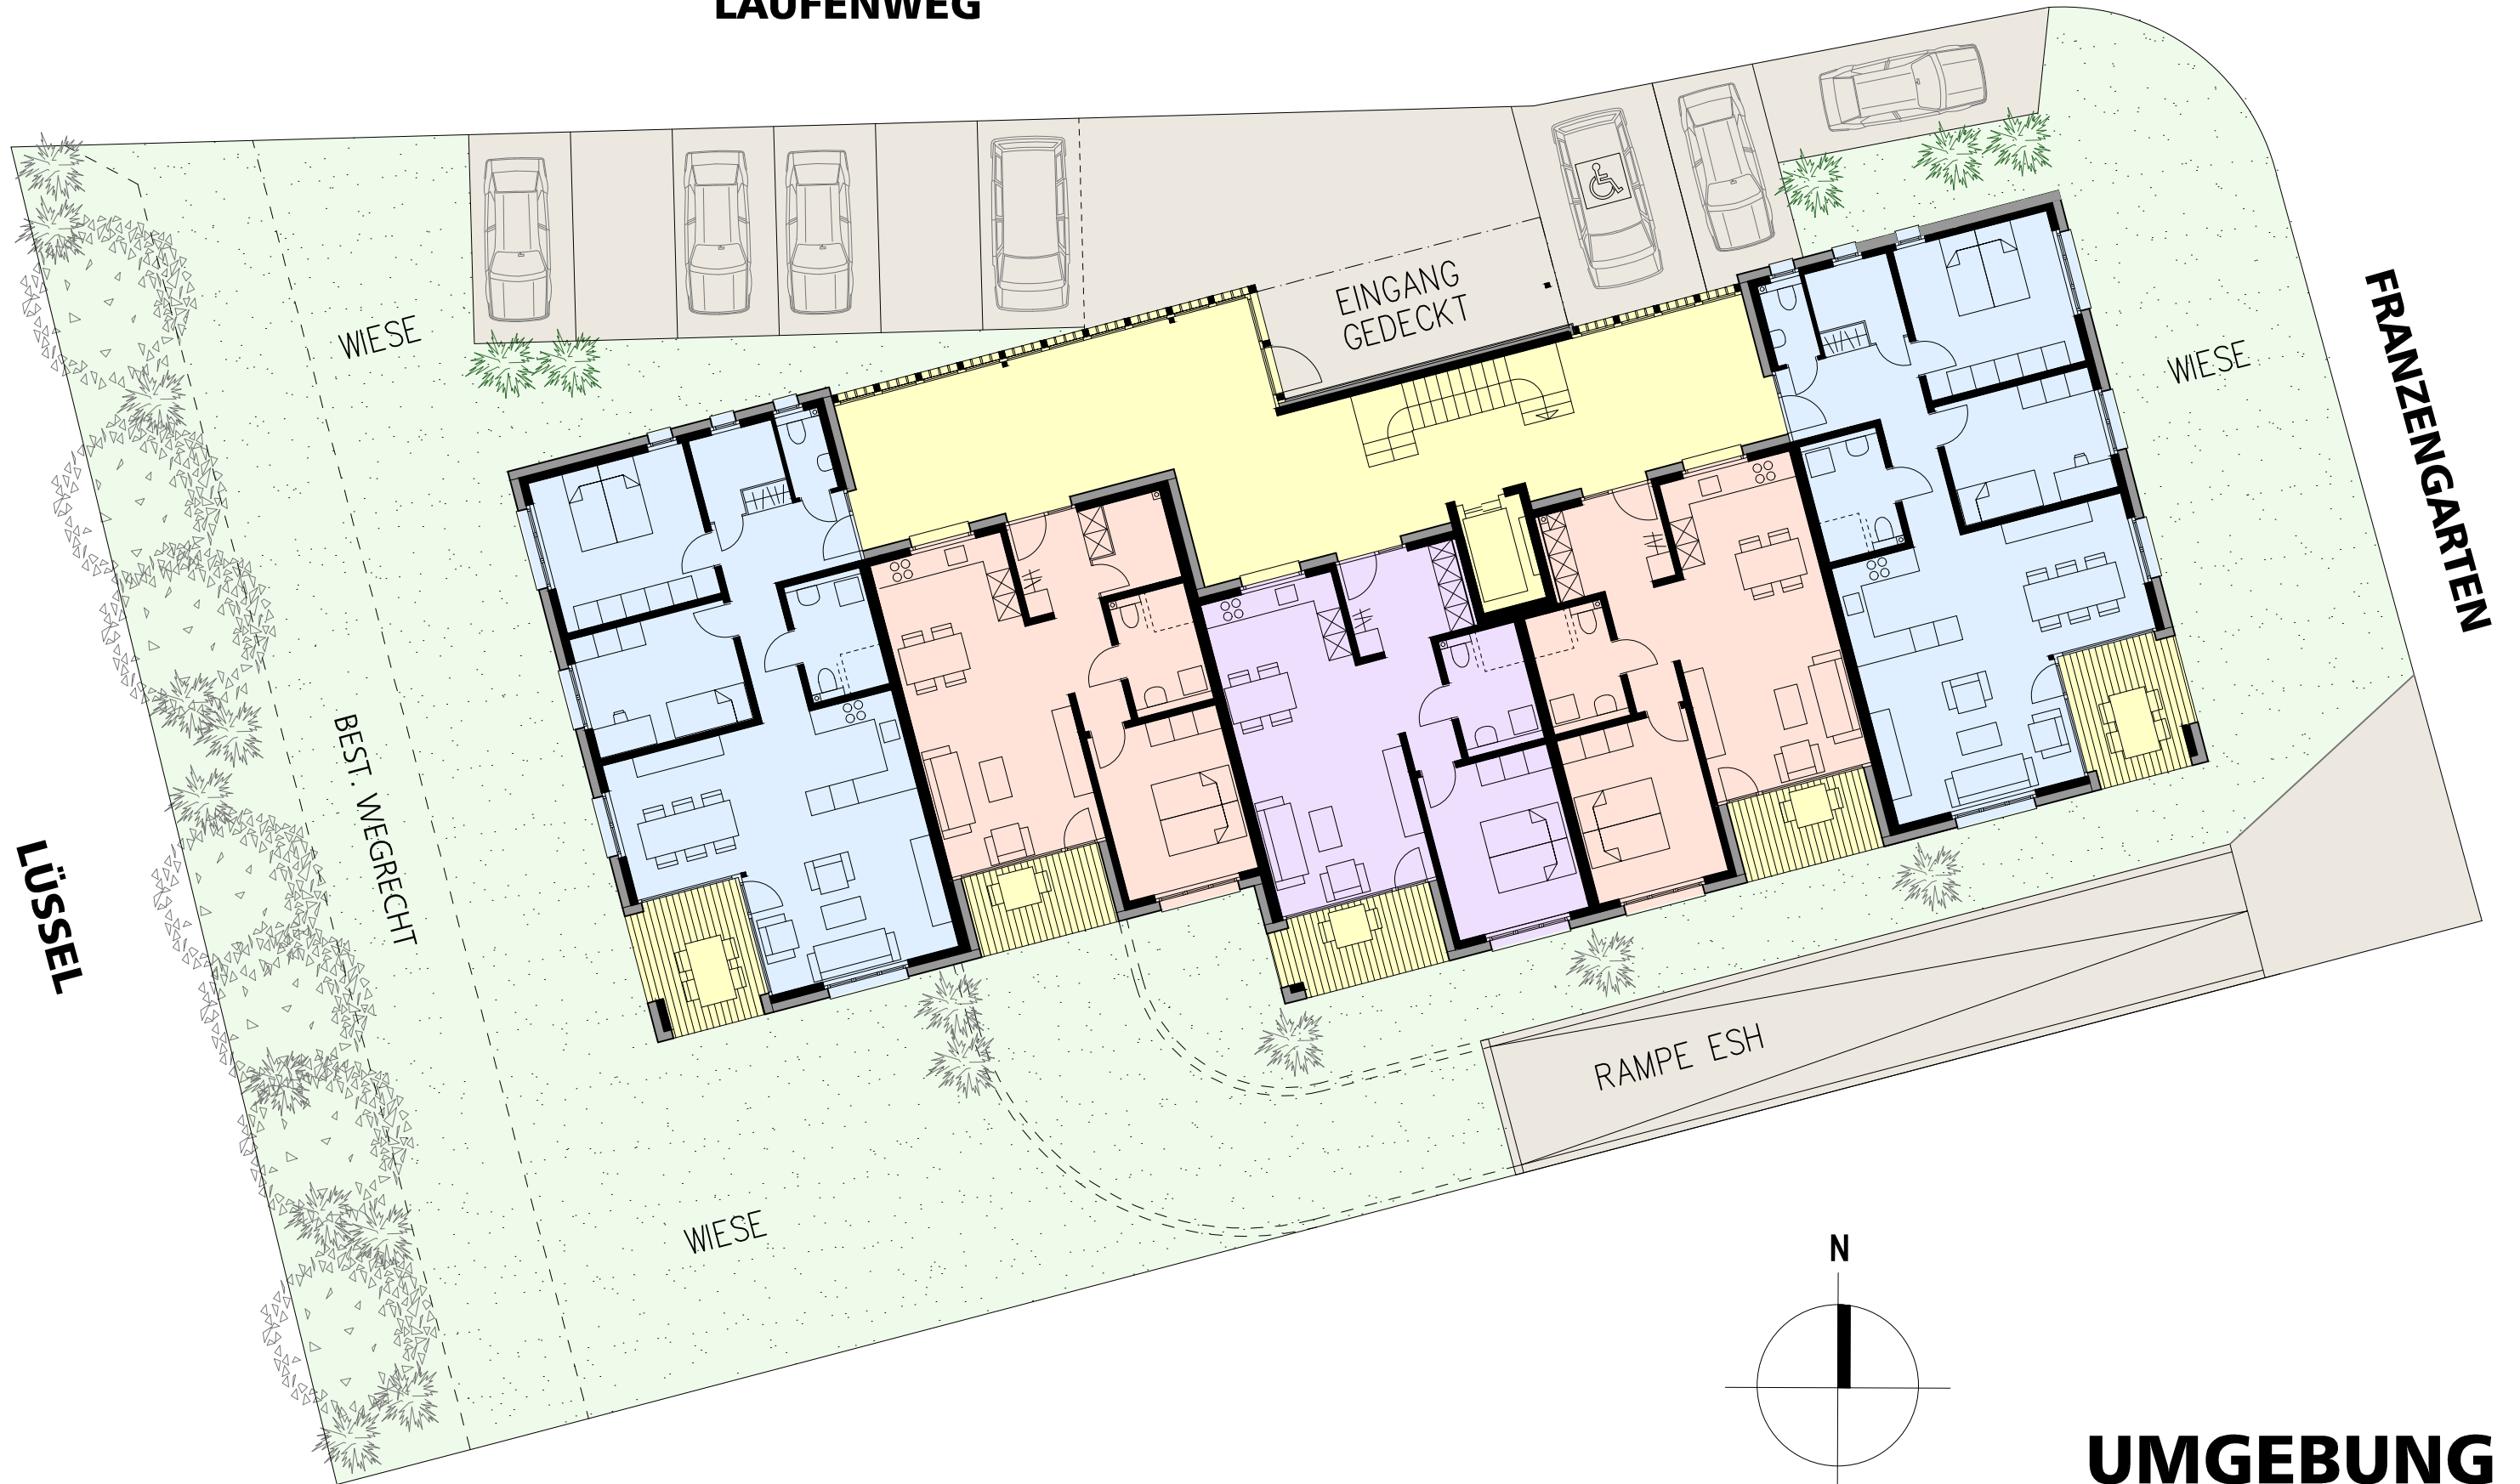 LAUFENWEG
EINGANG
GEDECKT
WIESE
WIESE
FRANZENGARTEN
BEST. WEGRECHT
LÜSSEL
RAMPE ESH
WIESE
N
UMGEBUNG